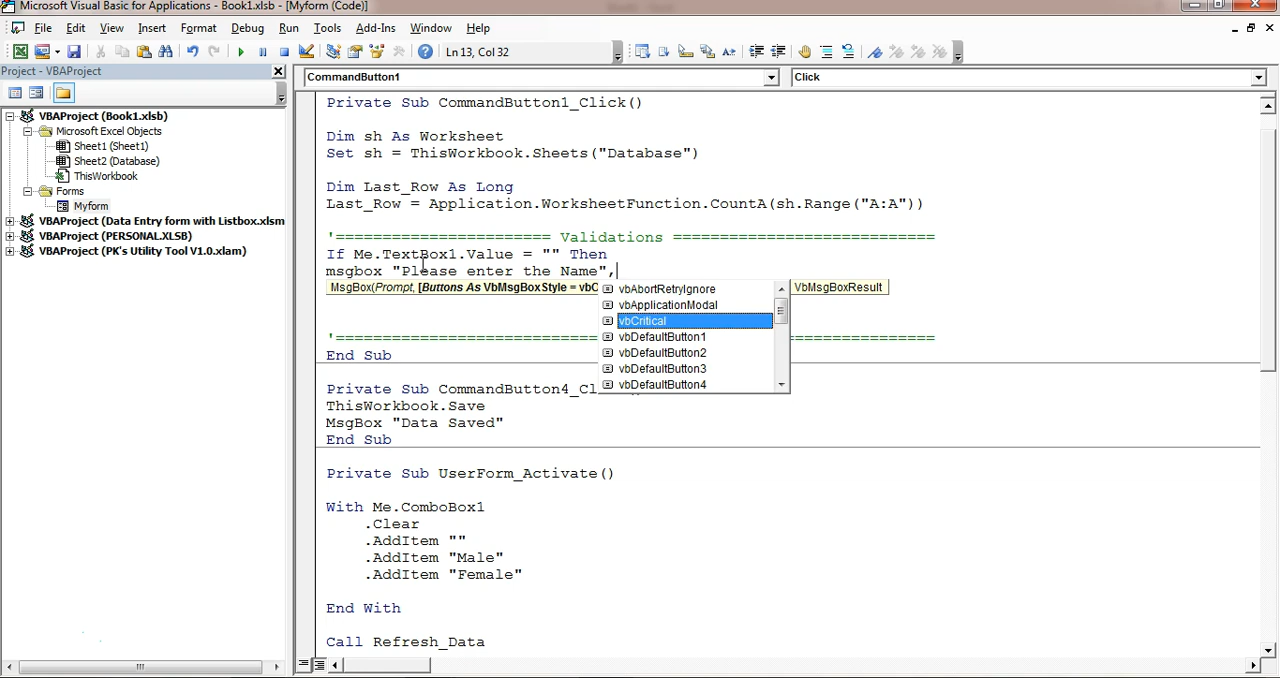 Microsoft Visual Basic for Applications - Book1.xlsb - [Myform (Code)]
File Edit View Insert Format Debug Run Tools Add-Ins Window Help
Ln 13, Col 32
Project - VBAProject
VBAProject (Book1.xlsb)
Microsoft Excel Objects
Sheet1 (Sheet1)
Sheet2 (Database)
ThisWorkbook
Forms
Myform
VBAProject (Data Entry form with Listbox.xlsm
VBAProject (PERSONAL.XLSB)
VBAProject (PK's Utility Tool V1.0.xlam)
CommandButton1
Click
Private Sub CommandButton1_Click()
Dim sh As Worksheet
Set sh = ThisWorkbook.Sheets("Database")
Dim Last_Row As Long
Last_Row = Application.WorksheetFunction.CountA(sh.Range("A:A"))
'======================= Validations ============================
If Me.TextBox1.Value = "" Then
msgbox "Please enter the Name",
MsgBox(Prompt, [Buttons As VbMsgBoxStyle = vbO
VbMsgBoxResult
vbAbortRetryIgnore
vbApplicationModal
vbCritical
vbDefaultButton1
vbDefaultButton2
vbDefaultButton3
vbDefaultButton4
End Sub
Private Sub CommandButton4_Cl
ThisWorkbook.Save
MsgBox "Data Saved"
End Sub
Private Sub UserForm_Activate()
With Me.ComboBox1
.Clear
.AddItem ""
.AddItem "Male"
.AddItem "Female"
End With
Call Refresh_Data